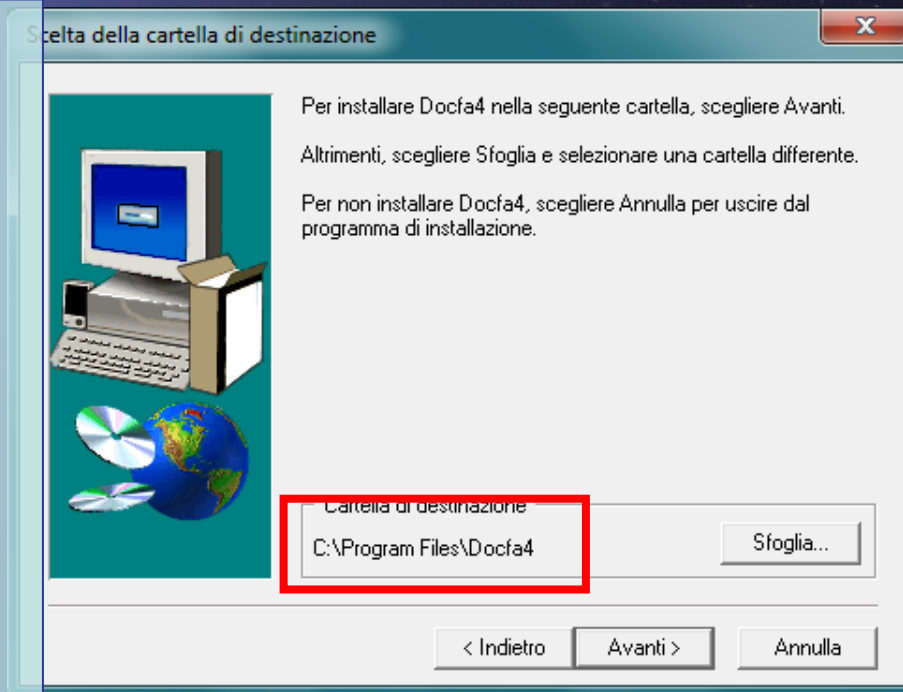 Scelta della cartella di destinazione
Per installare Docfa4 nella seguente cartella, scegliere Avanti.
Altrimenti, scegliere Sfoglia e selezionare una cartella differente.
Per non installare Docfa4, scegliere Annulla per uscire dal
programma di installazione.
Cartella di destinazione
C:\Program Files\Docfa4
Sfoglia...
< Indietro
Avanti >
Annulla